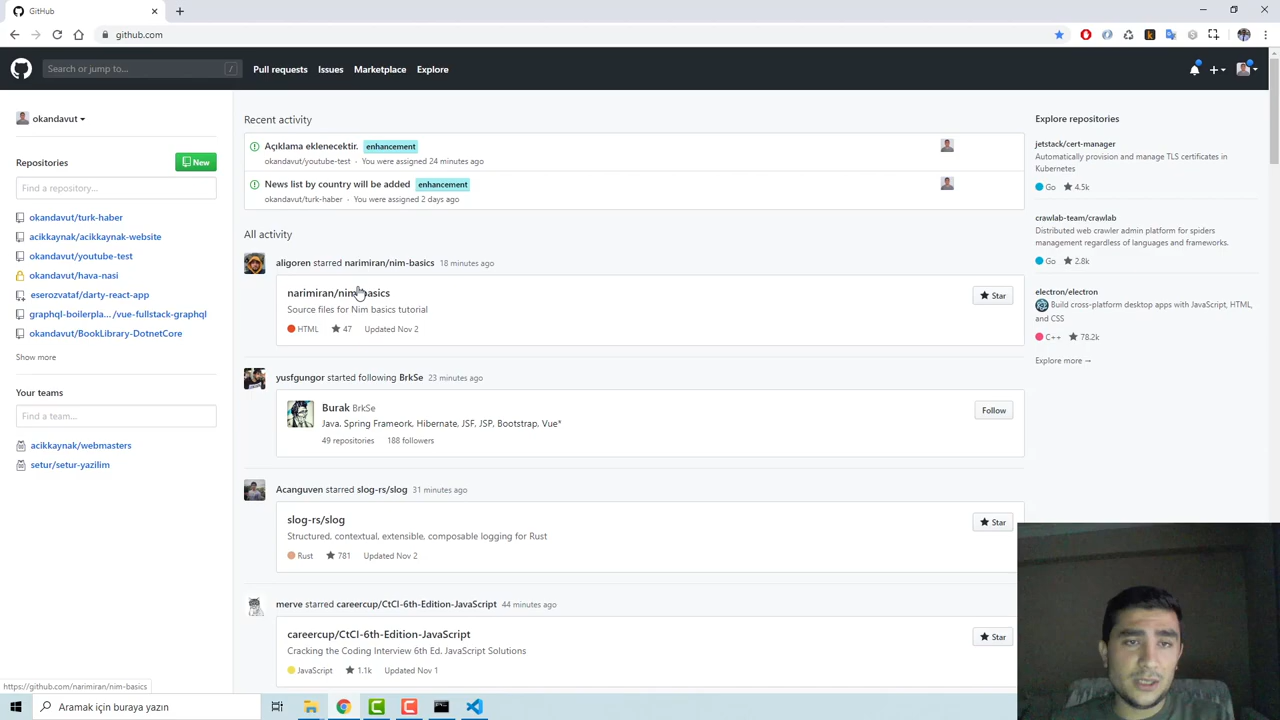 GitHub
github.com
Search or jump to...
/
Pull requests
Issues
Marketplace
Explore
okandavut
Repositories
New
Find a repository...
okandavut/turk-haber
acikkaynak/acikkaynak-website
okandavut/youtube-test
okandavut/hava-nasi
eserozvataf/darty-react-app
graphql-boilerpla... /vue-fullstack-graphql
okandavut/BookLibrary-DotnetCore
Show more
Your teams
Find a team...
acikkaynak/webmasters
setur/setur-yazilim
Recent activity
Açıklama eklenecektir. enhancement
okandavut/youtube-test • You were assigned 24 minutes ago
News list by country will be added enhancement
okandavut/turk-haber • You were assigned 2 days ago
All activity
aligoren starred narimiran/nim-basics 18 minutes ago
narimiran/nim-basics
Star
Source files for Nim basics tutorial
HTML 47 Updated Nov 2
yusfgungor started following BrkSe 23 minutes ago
Burak BrkSe
Follow
Java, Spring Frameork, Hibernate, JSF, JSP, Bootstrap, Vue*
49 repositories 188 followers
Acanguven starred slog-rs/slog 31 minutes ago
slog-rs/slog
Star
Structured, contextual, extensible, composable logging for Rust
Rust 781 Updated Nov 2
merve starred careercup/CtCI-6th-Edition-JavaScript 44 minutes ago
careercup/CtCI-6th-Edition-JavaScript
Star
Cracking the Coding Interview 6th Ed. JavaScript Solutions
JavaScript 1.1k Updated Nov 1
Explore repositories
jetstack/cert-manager
Automatically provision and manage TLS certificates in
Kubernetes
Go 4.5k
crawlab-team/crawlab
Distributed web crawler admin platform for spiders
management regardless of languages and frameworks.
Go 2.8k
electron/electron
Build cross-platform desktop apps with JavaScript, HTML,
and CSS
C++ 78.2k
Explore more →
https://github.com/narimiran/nim-basics
Aramak için buraya yazın